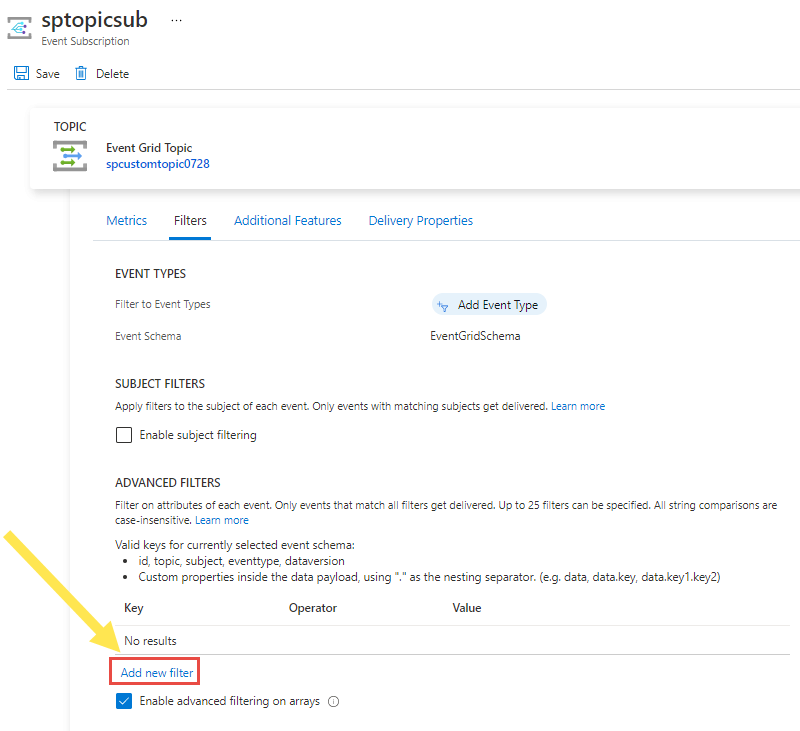 sptopicsub ...
Event Subscription
Save Delete
TOPIC
Event Grid Topic
spcustomtopic0728
Metrics Filters Additional Features Delivery Properties
EVENT TYPES
Filter to Event Types Add Event Type
Event Schema EventGridSchema
SUBJECT FILTERS
Apply filters to the subject of each event. Only events with matching subjects get delivered. Learn more
Enable subject filtering
ADVANCED FILTERS
Filter on attributes of each event. Only events that match all filters get delivered. Up to 25 filters can be specified. All string comparisons are
case-insensitive. Learn more
Valid keys for currently selected event schema:
• id, topic, subject, eventtype, dataversion
• Custom properties inside the data payload, using "." as the nesting separator. (e.g. data, data.key, data.key1.key2)
Key Operator Value
No results
Add new filter
Enable advanced filtering on arrays